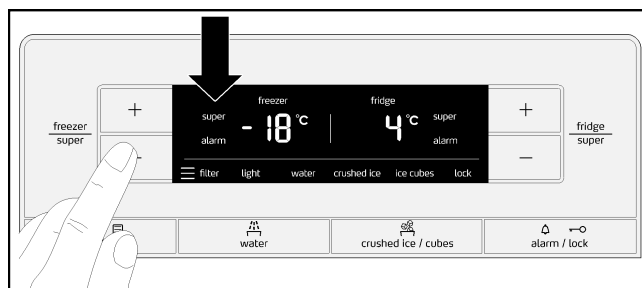 freezer
super
+
−
freezer
fridge
super
alarm
-18 °C
4 °C
super
alarm
filter light water crushed ice ice cubes lock
+
−
fridge
super
water
crushed ice / cubes
alarm / lock